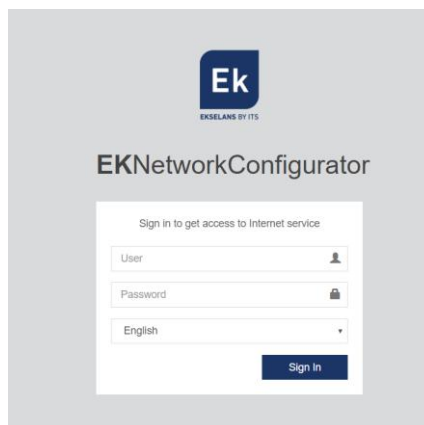 Ek
EKSELANS BY ITS
EKNetworkConfigurator
Sign in to get access to Internet service
User
Password
English
Sign In